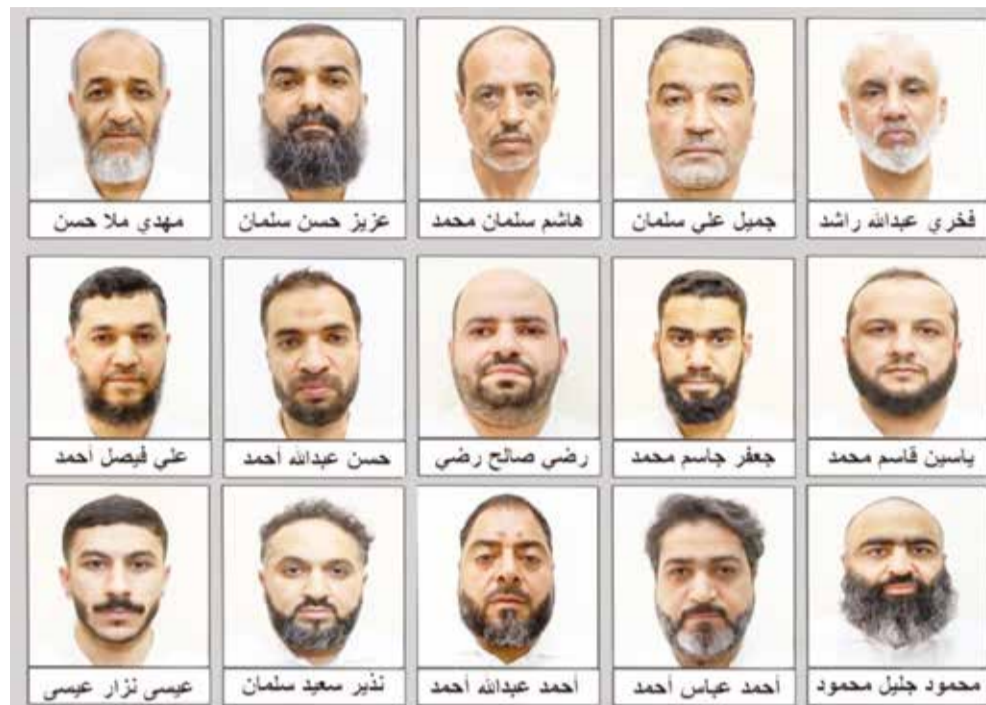 فخري عبدالله راشد
جميل علي سلمان
هاشم سلمان محمد
عزيز حسن سلمان
مهدي ملا حسن
ياسين قاسم محمد
جعفر جاسم محمد
رضي صالح رضي
حسن عبدالله أحمد
علي فيصل أحمد
محمود جليل محمود
أحمد عباس أحمد
أحمد عبدالله أحمد
نذير سعيد سلمان
عيسى نزار عيسى